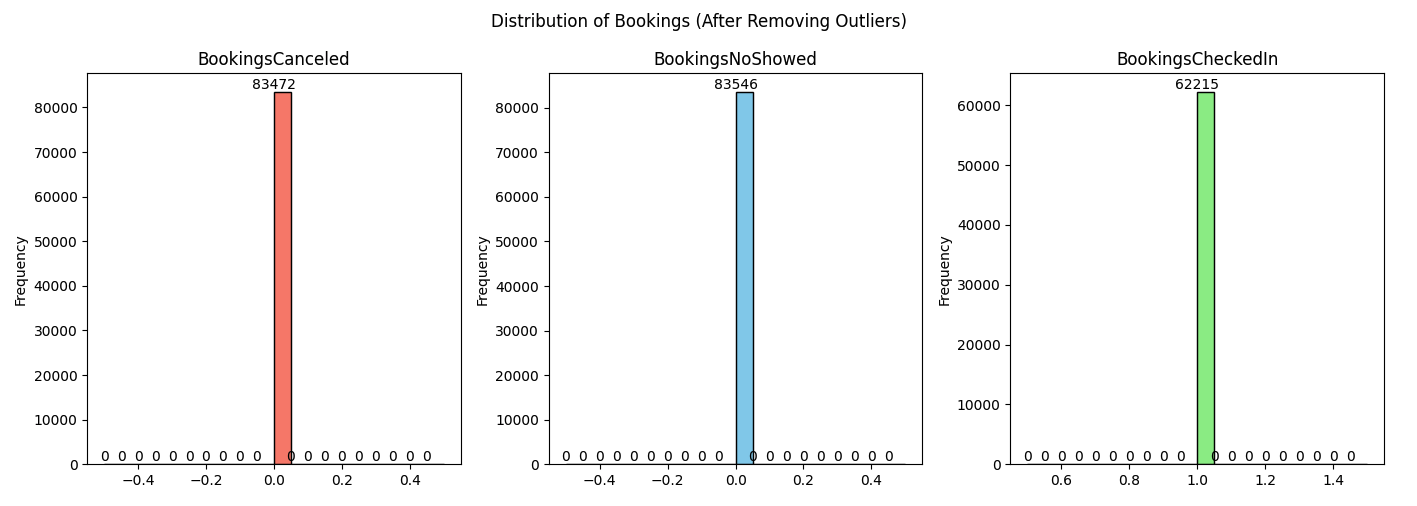 Distribution of Bookings (After Removing Outliers)
BookingsCanceled
83472
Frequency
80000
70000
60000
50000
40000
30000
20000
10000
0
0 0 0 0 0 0 0 0 0 0 0 0 0 0 0 0 0 0 0
−0.4 −0.2 0.0 0.2 0.4
BookingsNoShowed
83546
Frequency
80000
70000
60000
50000
40000
30000
20000
10000
0
0 0 0 0 0 0 0 0 0 0 0 0 0 0 0 0 0 0 0
−0.4 −0.2 0.0 0.2 0.4
BookingsCheckedIn
62215
Frequency
60000
50000
40000
30000
20000
10000
0
0 0 0 0 0 0 0 0 0 0 0 0 0 0 0 0 0 0 0
0.6 0.8 1.0 1.2 1.4